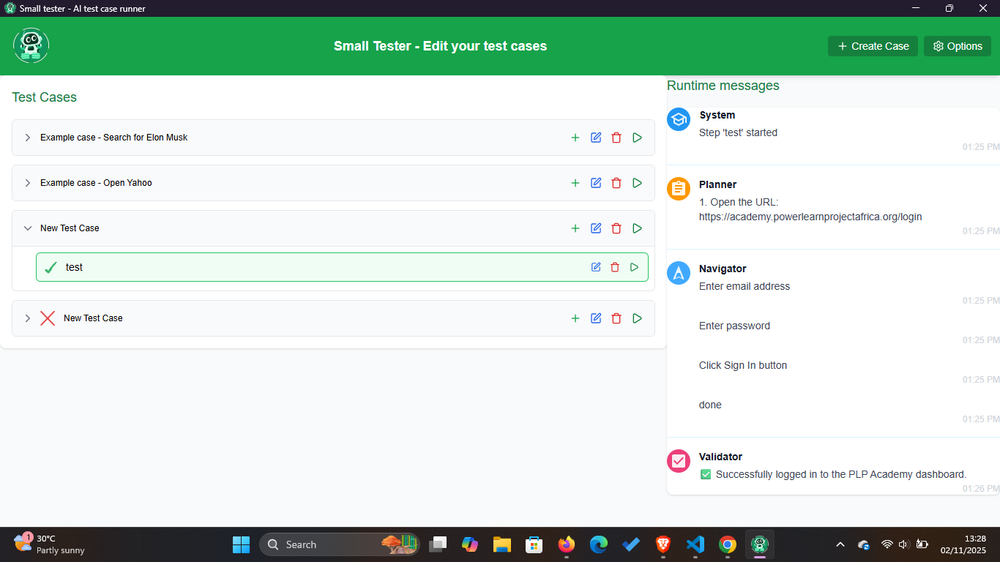 Small tester - AI test case runner
Small Tester - Edit your test cases
Create Case
Options
Test Cases
Example case - Search for Elon Musk
Example case - Open Yahoo
New Test Case
test
New Test Case
Runtime messages
System
Step 'test' started
01:25 PM
Planner
1. Open the URL:
https://academy.powerlearnprojectafrica.org/login
01:25 PM
Navigator
Enter email address
01:25 PM
Enter password
01:25 PM
Click Sign In button
01:25 PM
done
01:25 PM
Validator
✅ Successfully logged in to the PLP Academy dashboard.
01:26 PM
1
30°C
Partly sunny
Search
13:28
02/11/2025